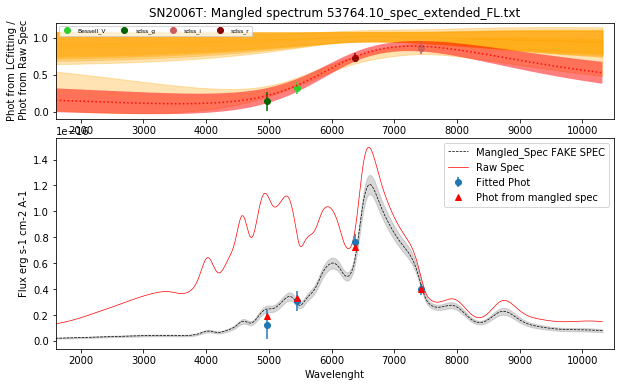 SN2006T: Mangled spectrum 53764.10_spec_extended_FL.txt
Phot from LCfitting /
Phot from Raw Spec
1.0
0.5
0.0
Bessell_V
sdss_g
sdss_i
sdss_r
2000 3000 4000 5000 6000 7000 8000 9000 10000
1e−16
Flux erg s-1 cm-2 A-1
1.4
1.2
1.0
0.8
0.6
0.4
0.2
0.0
Mangled_Spec FAKE SPEC
Raw Spec
Fitted Phot
Phot from mangled spec
2000 3000 4000 5000 6000 7000 8000 9000 10000
Wavelenght